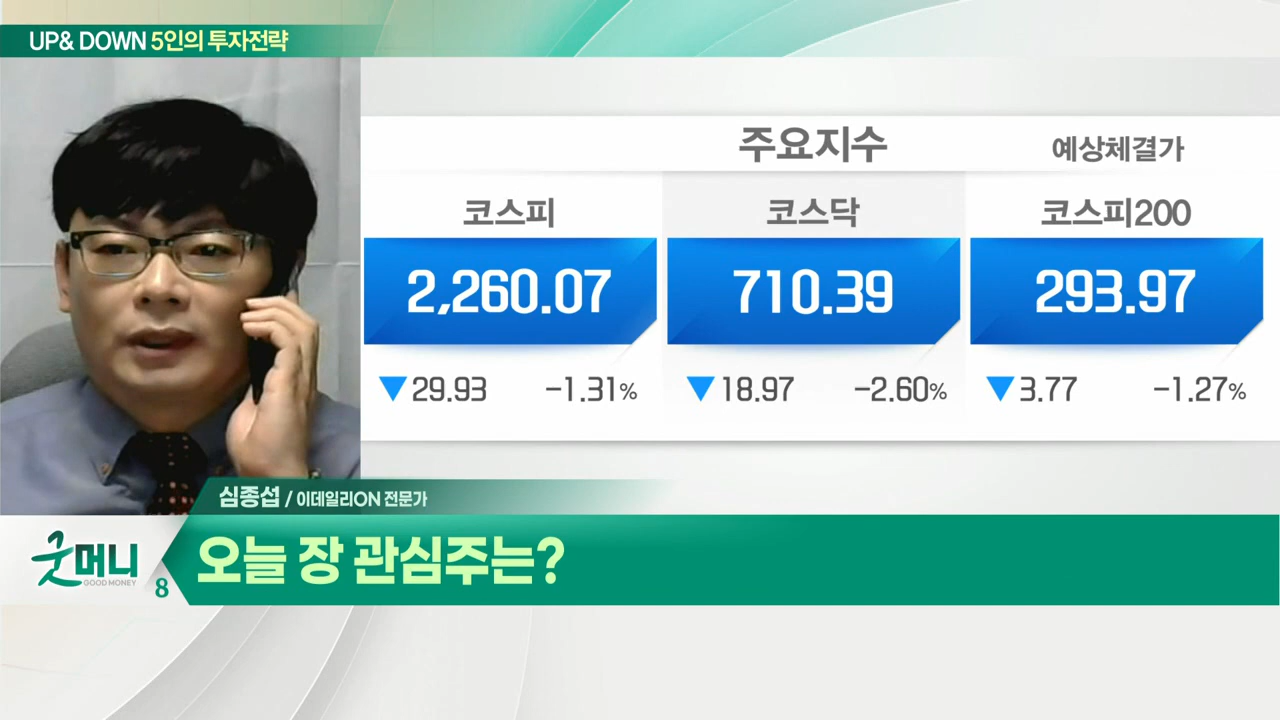 UP& DOWN 5인의 투자전략
주요지수
예상체결가
코스피
코스닥
코스피200
2,260.07
710.39
293.97
▼29.93 -1.31%
▼18.97 -2.60%
▼3.77 -1.27%
심종섭 / 이데일리ON 전문가
굿머니
GOOD MONEY
8
오늘 장 관심주는?